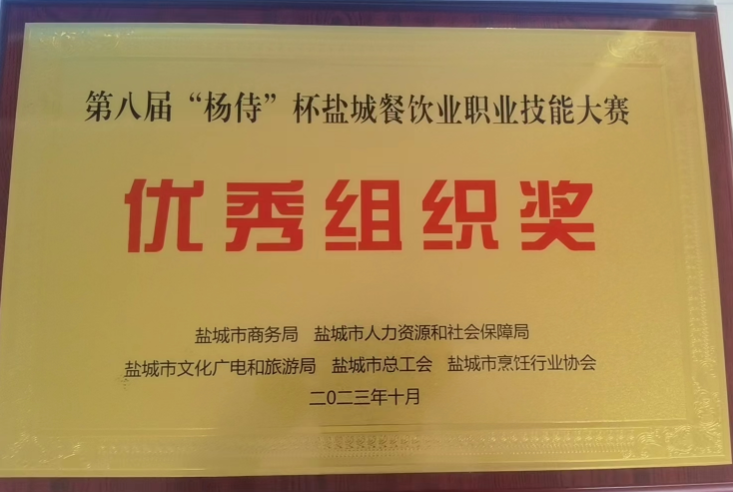 第八届“杨侍”杯盐城餐饮业职业技能大赛
优秀组织奖
盐城市商务局 盐城市人力资源和社会保障局
盐城市文化广电和旅游局 盐城市总工会 盐城市烹饪行业协会
二0二三年十月